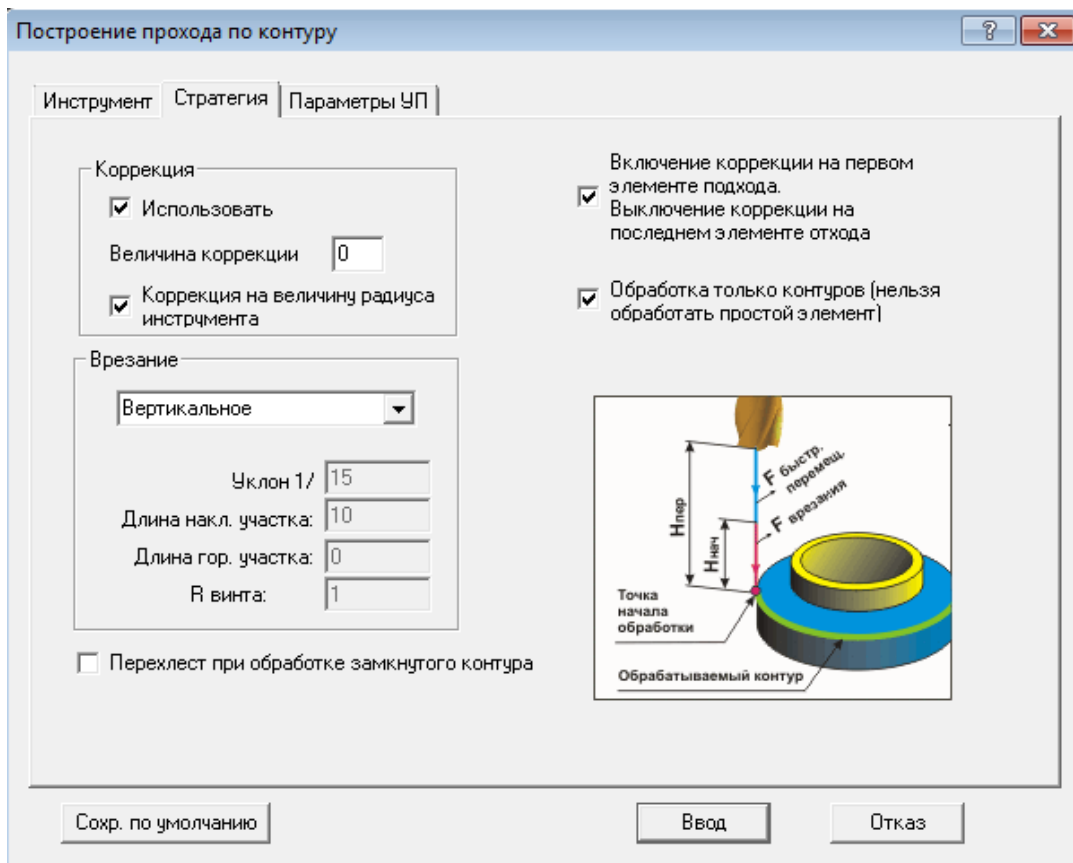 Построение прохода по контуру
?
Инструмент
Стратегия
Параметры УП
Коррекция
Использовать
Величина коррекции 0
Коррекция на величину радиуса
инструмента
Врезание
Вертикальное
Уклон 1/ 15
Длина накл. участка: 10
Длина гор. участка: 0
R винта: 1
Перехлест при обработке замкнутого контура
Включение коррекции на первом
элементе подхода.
Выключение коррекции на
последнем элементе отхода
Обработка только контуров (нельзя
обработать простой элемент)
F быстр.
перемещ.
F врезания
Hпер
Hнач
Точка
начала
обработки
Обрабатываемый контур
Сохр. по умолчанию
Ввод
Отказ